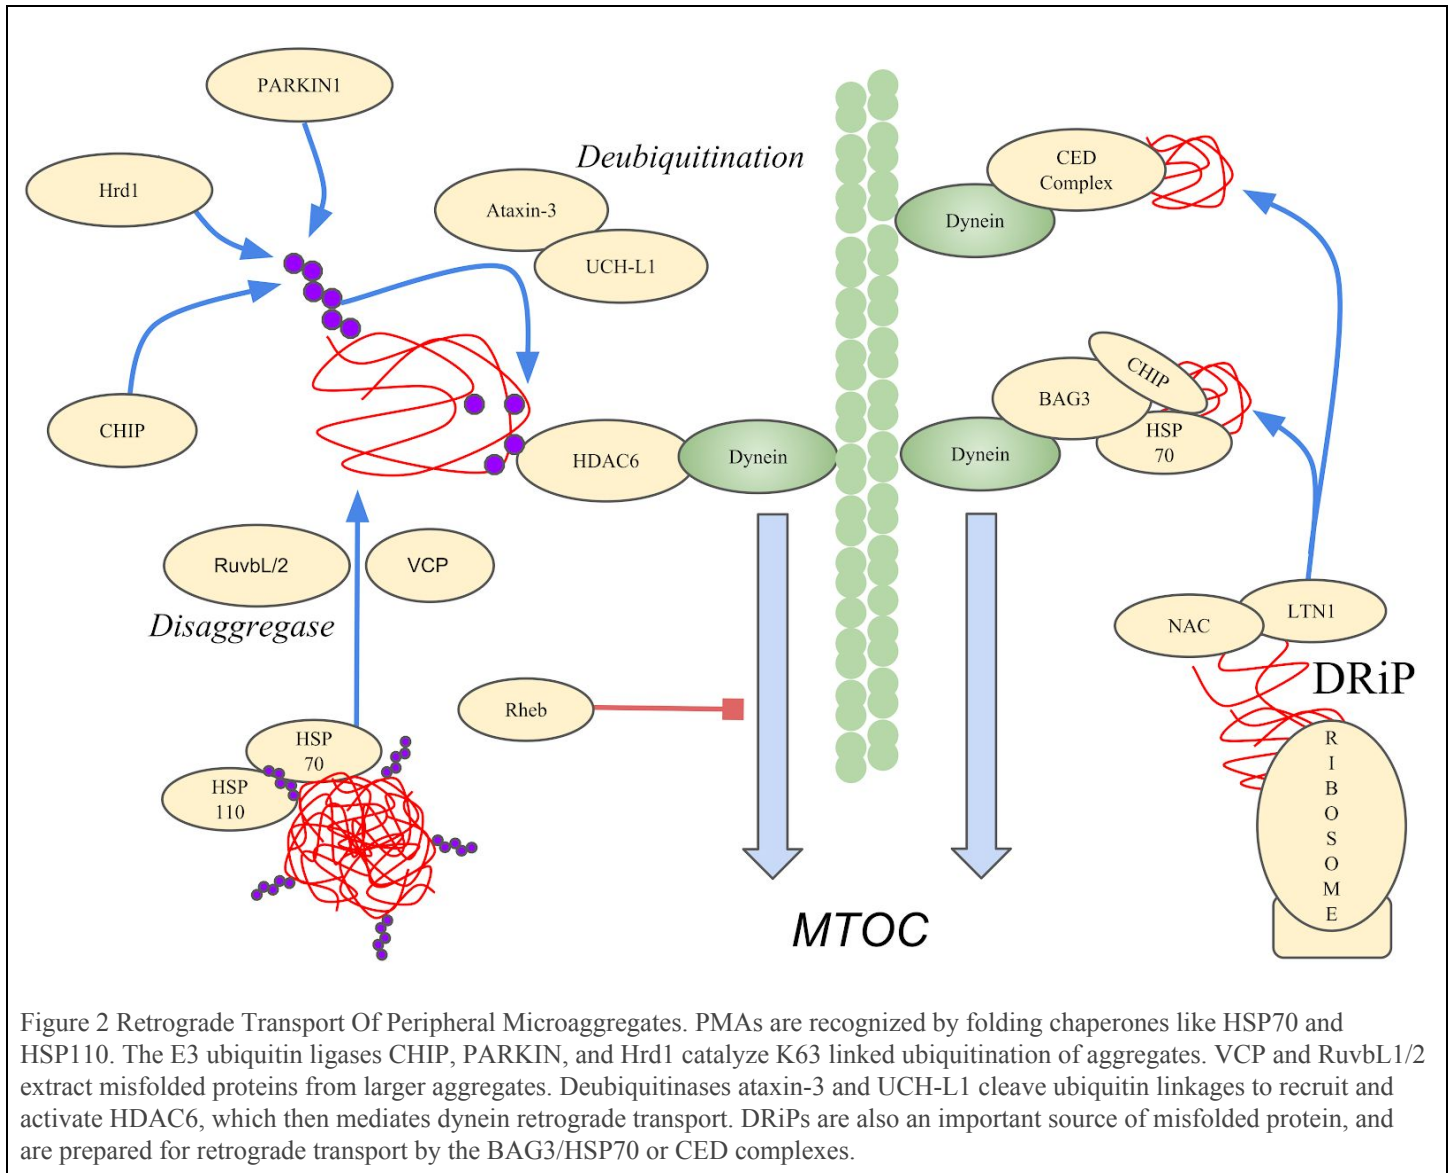 PARKIN1
Hrd1
Deubiquitination
Ataxin-3
UCH-L1
CHIP
HDAC6
Dynein
RuvbL/2
VCP
Disaggregase
Rheb
HSP
70
HSP
110
CED
Complex
Dynein
CHIP
BAG3
HSP
70
Dynein
NAC
LTN1
DRiP
R
I
B
O
S
O
M
E
MTOC
Figure 2 Retrograde Transport Of Peripheral Microaggregates. PMAs are recognized by folding chaperones like HSP70 and
HSP110. The E3 ubiquitin ligases CHIP, PARKIN, and Hrd1 catalyze K63 linked ubiquitination of aggregates. VCP and RuvbL1/2
extract misfolded proteins from larger aggregates. Deubiquitinases ataxin-3 and UCH-L1 cleave ubiquitin linkages to recruit and
activate HDAC6, which then mediates dynein retrograde transport. DRiPs are also an important source of misfolded protein, and
are prepared for retrograde transport by the BAG3/HSP70 or CED complexes.